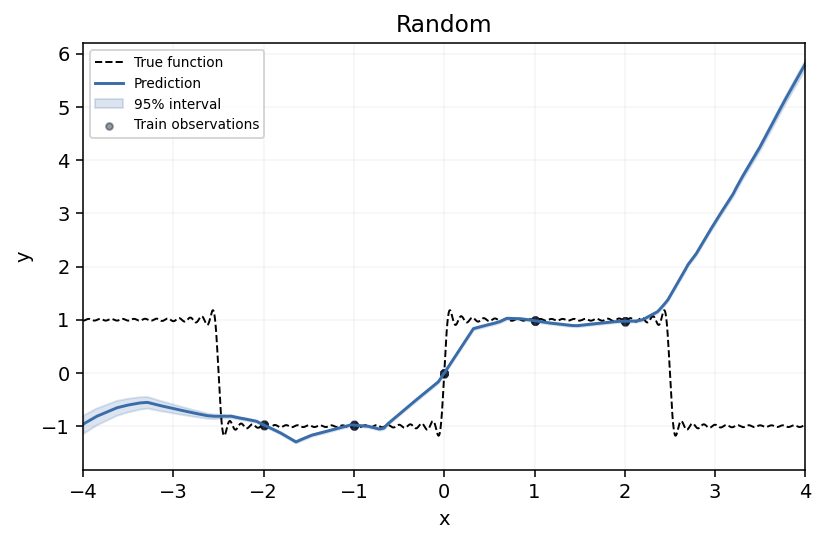 Random
True function
Prediction
95% interval
Train observations
y
6
5
4
3
2
1
0
−1
−4 −3 −2 −1 0 1 2 3 4
x